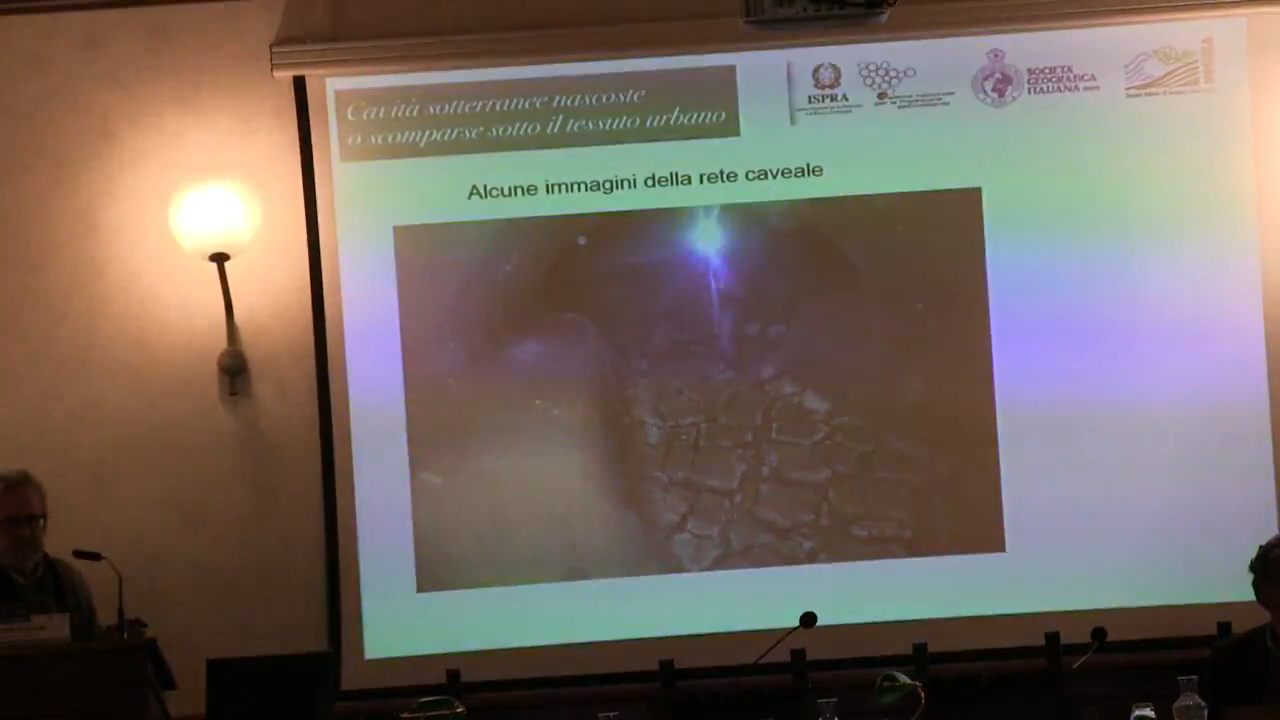 Cavità sotterranee nascoste
o scomparse sotto il tessuto urbano
ISPRA
SOCIETÀ
GEOGRAFICA
ITALIANA
Alcune immagini della rete caveale